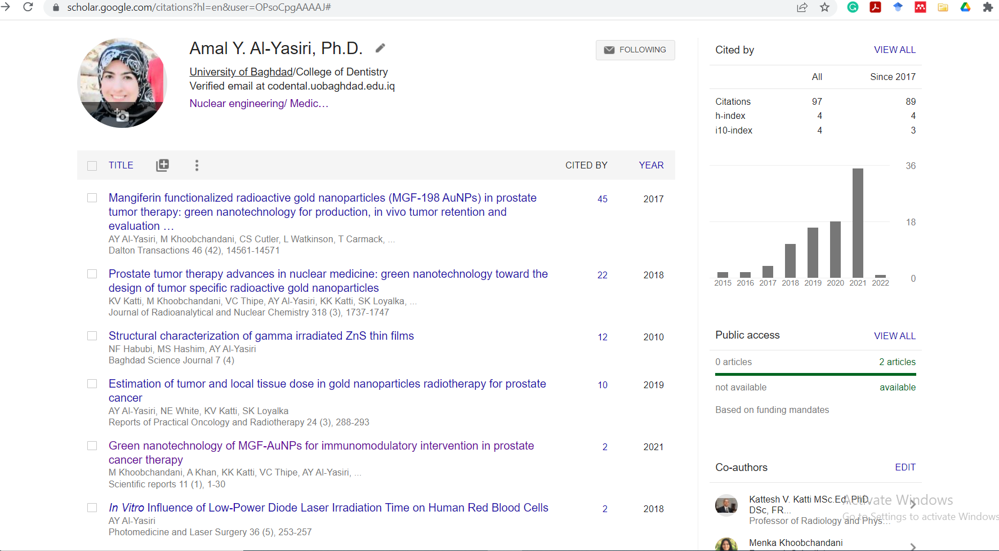 scholar.google.com/citations?hl=en&user=OPsoCpgAAAAJ#
Amal Y. Al-Yasiri, Ph.D.
FOLLOWING
University of Baghdad/College of Dentistry
Verified email at codental.uobaghdad.edu.iq
Nuclear engineering/ Medic…
TITLE CITED BY YEAR
Mangiferin functionalized radioactive gold nanoparticles (MGF-198 AuNPs) in prostate 45 2017
tumor therapy: green nanotechnology for production, in vivo tumor retention and
evaluation …
AY Al-Yasiri, M Khoobchandani, CS Cutler, L Watkinson, T Carmack, ...
Dalton Transactions 46 (42), 14561-14571
Prostate tumor therapy advances in nuclear medicine: green nanotechnology toward the 22 2018
design of tumor specific radioactive gold nanoparticles
KV Katti, M Khoobchandani, VC Thipe, AY Al-Yasiri, KK Katti, SK Loyalka, ...
Journal of Radioanalytical and Nuclear Chemistry 318 (3), 1737-1747
Structural characterization of gamma irradiated ZnS thin films 12 2010
NF Habubi, MS Hashim, AY Al-Yasiri
Baghdad Science Journal 7 (4)
Estimation of tumor and local tissue dose in gold nanoparticles radiotherapy for prostate 10 2019
cancer
AY Al-Yasiri, NE White, KV Katti, SK Loyalka
Reports of Practical Oncology and Radiotherapy 24 (3), 288-293
Green nanotechnology of MGF-AuNPs for immunomodulatory intervention in prostate 2 2021
cancer therapy
M Khoobchandani, A Khan, KK Katti, VC Thipe, AY Al-Yasiri, ...
Scientific reports 11 (1), 1-30
In Vitro Influence of Low-Power Diode Laser Irradiation Time on Human Red Blood Cells 2 2018
AY Al-Yasiri
Photomedicine and Laser Surgery 36 (5), 253-257
Cited by VIEW ALL
All Since 2017
Citations 97 89
h-index 4 4
i10-index 4 3
36
18
0
2015 2016 2017 2018 2019 2020 2021 2022
Public access VIEW ALL
0 articles 2 articles
not available available
Based on funding mandates
Co-authors EDIT
Kattesh V. Katti MSc.Ed, PhD,
DSc, FR...
Professor of Radiology and Phys…
Menka Khoobchandani
Activate Windows
Go to Settings to activate Windows